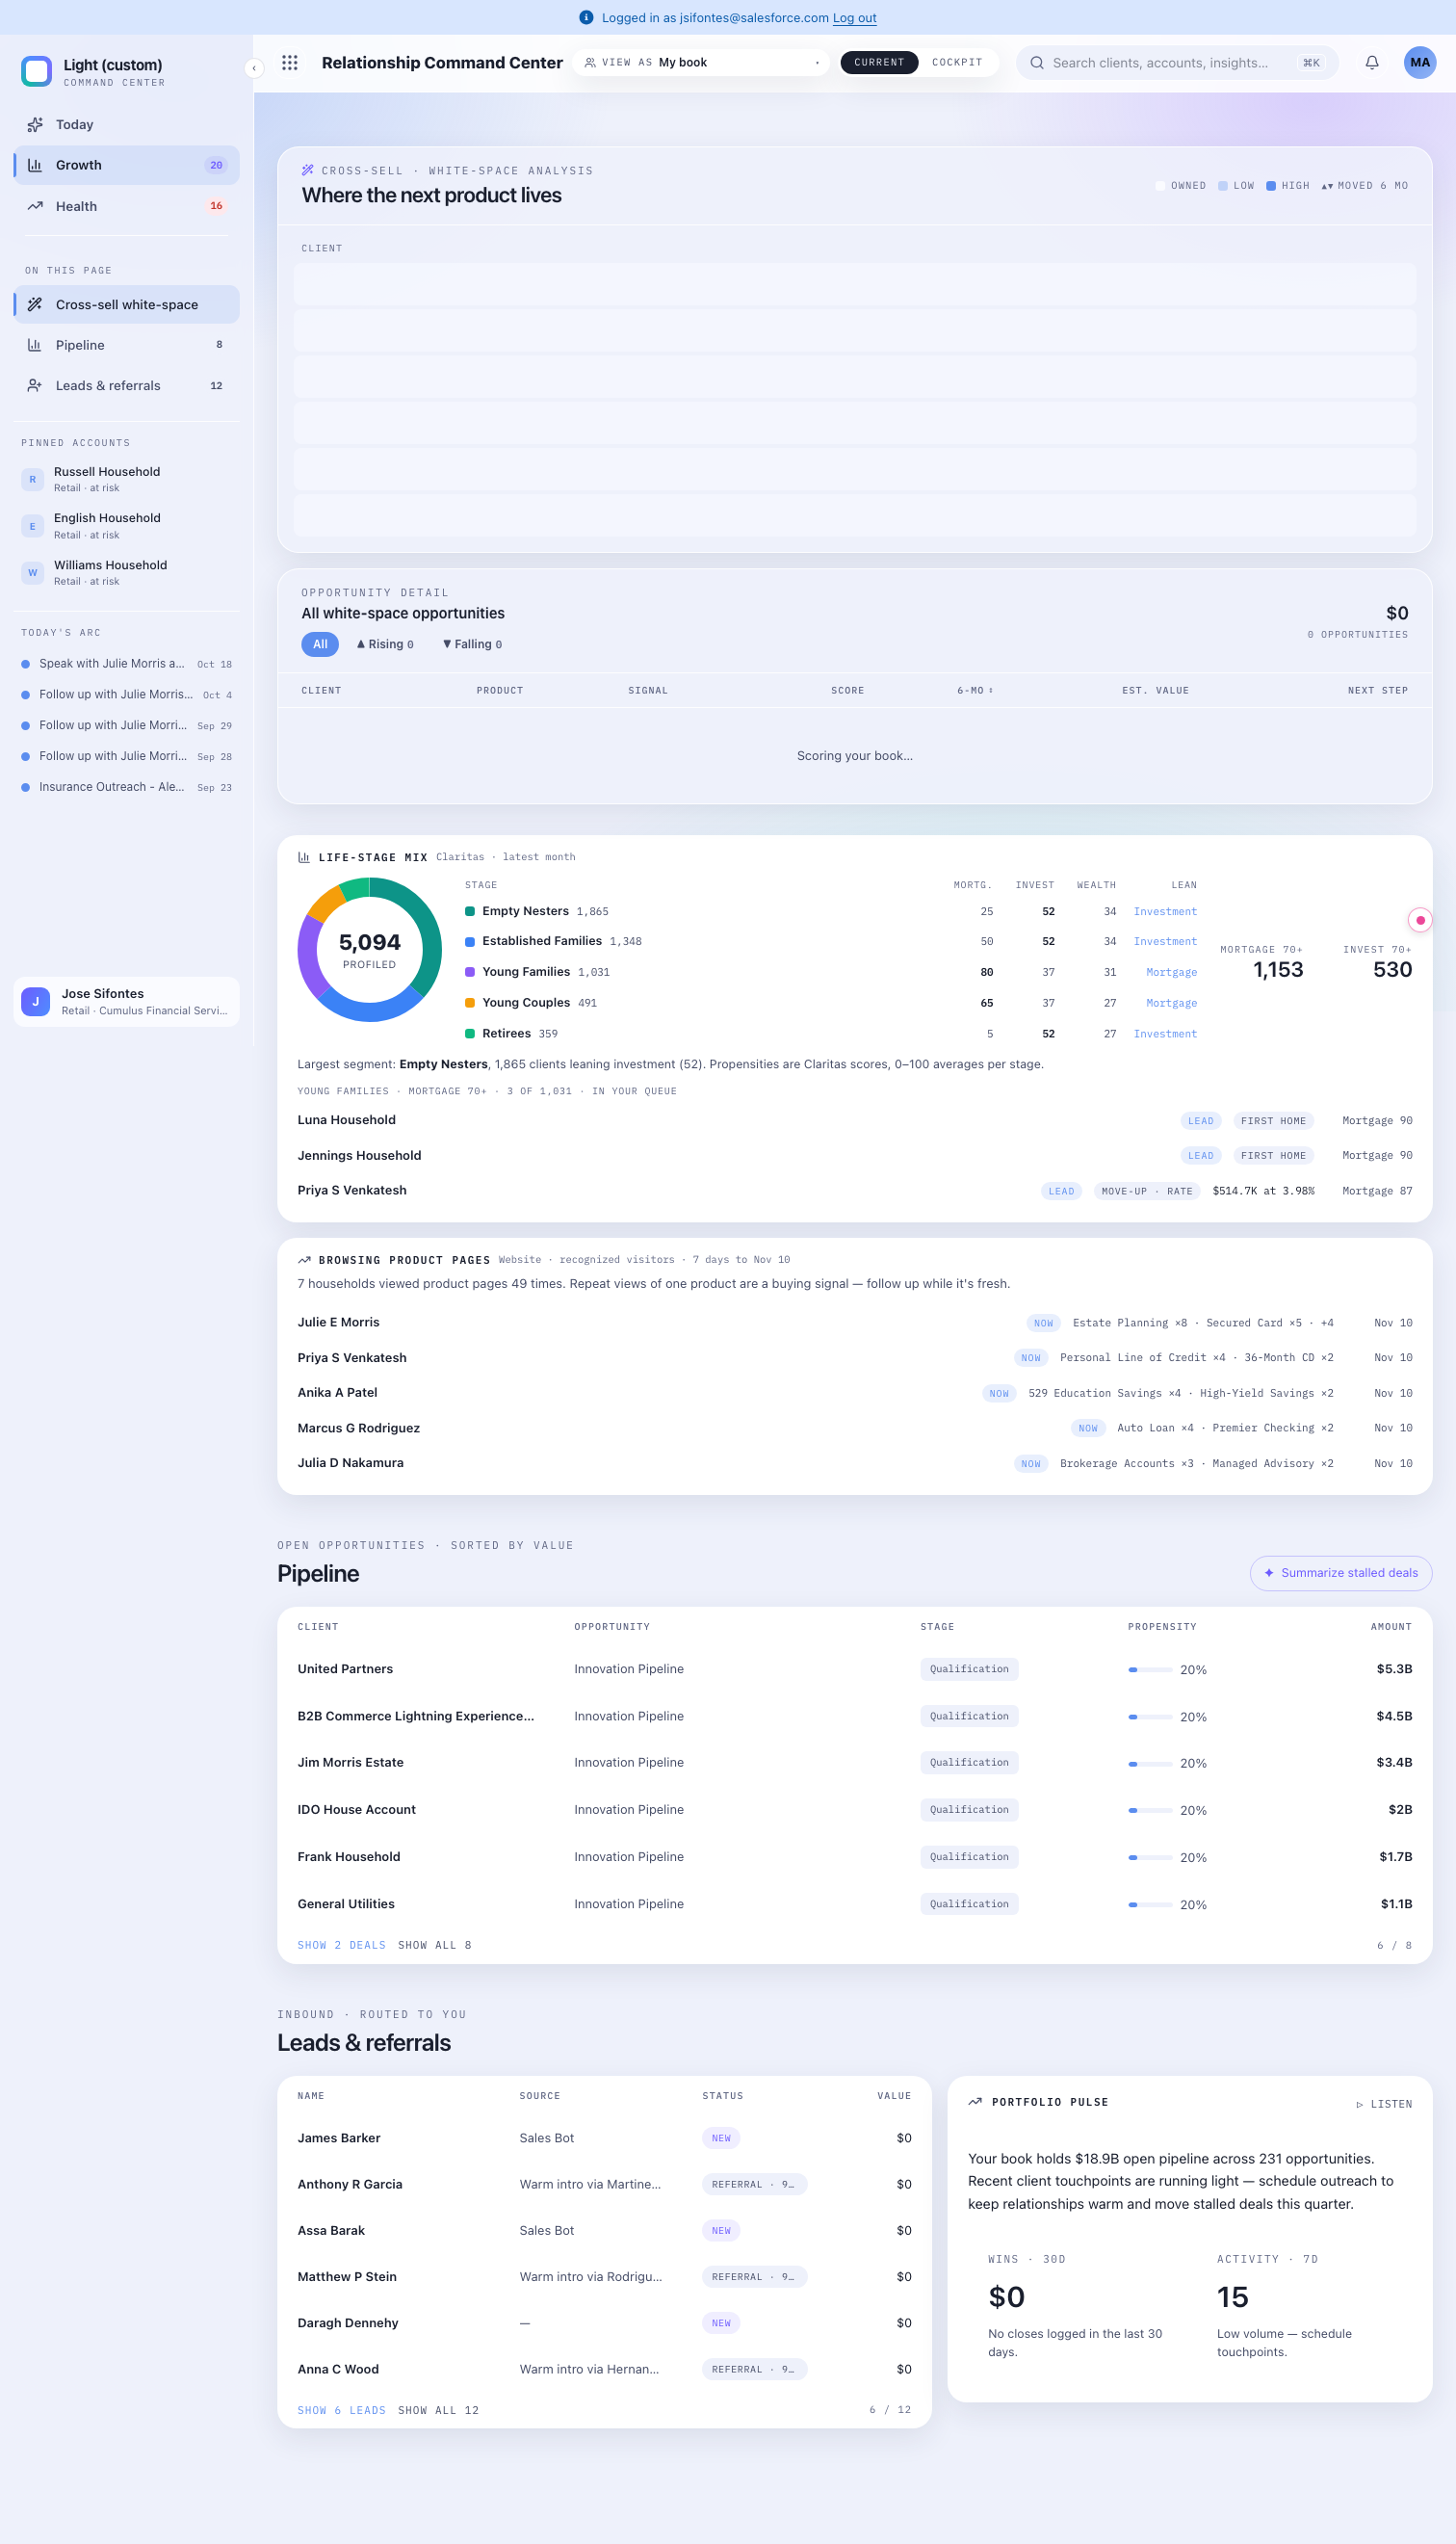 Logged in as jsifontes@salesforce.com Log out
Light (custom)
COMMAND CENTER
Today
Growth 20
Health 16
ON THIS PAGE
Cross-sell white-space
Pipeline 8
Leads & referrals 12
PINNED ACCOUNTS
R Russell Household
Retail · at risk
E English Household
Retail · at risk
W Williams Household
Retail · at risk
TODAY'S ARC
Speak with Julie Morris a... Oct 18
Follow up with Julie Morris... Oct 4
Follow up with Julie Morri... Sep 29
Follow up with Julie Morri... Sep 28
Insurance Outreach - Ale... Sep 23
J Jose Sifontes
Retail · Cumulus Financial Servi...
Relationship Command Center VIEW AS My book CURRENT COCKPIT Search clients, accounts, insights... ⌘K MA
CROSS-SELL · WHITE-SPACE ANALYSIS
Where the next product lives
OWNED LOW HIGH ▲▼ MOVED 6 MO
CLIENT
OPPORTUNITY DETAIL
All white-space opportunities
$0
0 OPPORTUNITIES
All ▲ Rising 0 ▼ Falling 0
CLIENT PRODUCT SIGNAL SCORE 6-MO EST. VALUE NEXT STEP
Scoring your book…
LIFE-STAGE MIX Claritas · latest month
5,094
PROFILED
STAGE MORTG. INVEST WEALTH LEAN
Empty Nesters 1,865 25 52 34 Investment
Established Families 1,348 50 52 34 Investment
Young Families 1,031 80 37 31 Mortgage
Young Couples 491 65 37 27 Mortgage
Retirees 359 5 52 27 Investment
MORTGAGE 70+ INVEST 70+
1,153 530
Largest segment: Empty Nesters, 1,865 clients leaning investment (52). Propensities are Claritas scores, 0–100 averages per stage.
YOUNG FAMILIES · MORTGAGE 70+ · 3 OF 1,031 · IN YOUR QUEUE
Luna Household LEAD FIRST HOME Mortgage 90
Jennings Household LEAD FIRST HOME Mortgage 90
Priya S Venkatesh LEAD MOVE-UP · RATE $514.7K at 3.98% Mortgage 87
BROWSING PRODUCT PAGES Website · recognized visitors · 7 days to Nov 10
7 households viewed product pages 49 times. Repeat views of one product are a buying signal — follow up while it's fresh.
Julie E Morris NOW Estate Planning ×8 · Secured Card ×5 · +4 Nov 10
Priya S Venkatesh NOW Personal Line of Credit ×4 · 36-Month CD ×2 Nov 10
Anika A Patel NOW 529 Education Savings ×4 · High-Yield Savings ×2 Nov 10
Marcus G Rodriguez NOW Auto Loan ×4 · Premier Checking ×2 Nov 10
Julia D Nakamura NOW Brokerage Accounts ×3 · Managed Advisory ×2 Nov 10
OPEN OPPORTUNITIES · SORTED BY VALUE
Pipeline
Summarize stalled deals
CLIENT OPPORTUNITY STAGE PROPENSITY AMOUNT
United Partners Innovation Pipeline Qualification 20% $5.3B
B2B Commerce Lightning Experience... Innovation Pipeline Qualification 20% $4.5B
Jim Morris Estate Innovation Pipeline Qualification 20% $3.4B
IDO House Account Innovation Pipeline Qualification 20% $2B
Frank Household Innovation Pipeline Qualification 20% $1.7B
General Utilities Innovation Pipeline Qualification 20% $1.1B
SHOW 2 DEALS SHOW ALL 8 6 / 8
INBOUND · ROUTED TO YOU
Leads & referrals
NAME SOURCE STATUS VALUE
James Barker Sales Bot NEW $0
Anthony R Garcia Warm intro via Martine... REFERRAL · 9… $0
Assa Barak Sales Bot NEW $0
Matthew P Stein Warm intro via Rodrigu... REFERRAL · 9… $0
Daragh Dennehy — NEW $0
Anna C Wood Warm intro via Hernan... REFERRAL · 9… $0
SHOW 6 LEADS SHOW ALL 12 6 / 12
PORTFOLIO PULSE ▷ LISTEN
Your book holds $18.9B open pipeline across 231 opportunities.
Recent client touchpoints are running light — schedule outreach to
keep relationships warm and move stalled deals this quarter.
WINS · 30D ACTIVITY · 7D
$0 15
No closes logged in the last 30 days.
Low volume — schedule touchpoints.